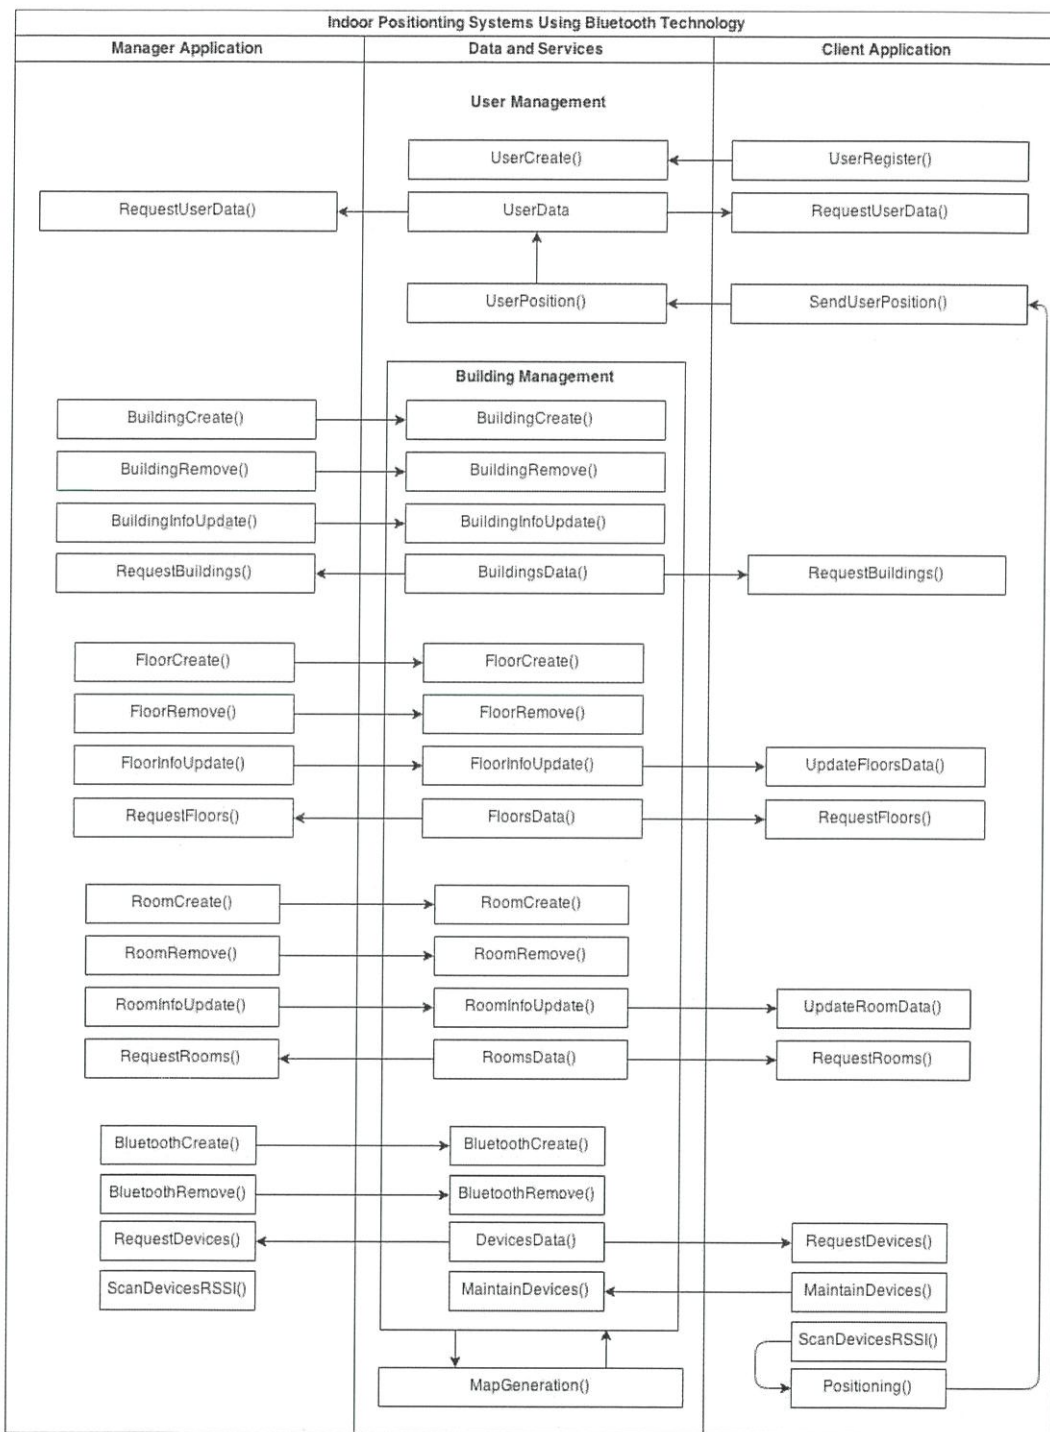 Indoor Positionting Systems Using Bluetooth Technology
Manager Application Data and Services Client Application
User Management
UserCreate() UserRegister()
RequestUserData() UserData RequestUserData()
UserPosition() SendUserPosition()
Building Management
BuildingCreate() BuildingCreate()
BuildingRemove() BuildingRemove()
BuildingInfoUpdate() BuildingInfoUpdate()
RequestBuildings() BuildingsData() RequestBuildings()
FloorCreate() FloorCreate()
FloorRemove() FloorRemove()
FloorInfoUpdate() FloorInfoUpdate() UpdateFloorsData()
RequestFloors() FloorsData() RequestFloors()
RoomCreate() RoomCreate()
RoomRemove() RoomRemove()
RoomInfoUpdate() RoomInfoUpdate() UpdateRoomData()
RequestRooms() RoomsData() RequestRooms()
BluetoothCreate() BluetoothCreate()
BluetoothRemove() BluetoothRemove()
RequestDevices() DevicesData() RequestDevices()
ScanDevicesRSSI() MaintainDevices() MaintainDevices()
ScanDevicesRSSI()
MapGeneration() Positioning()